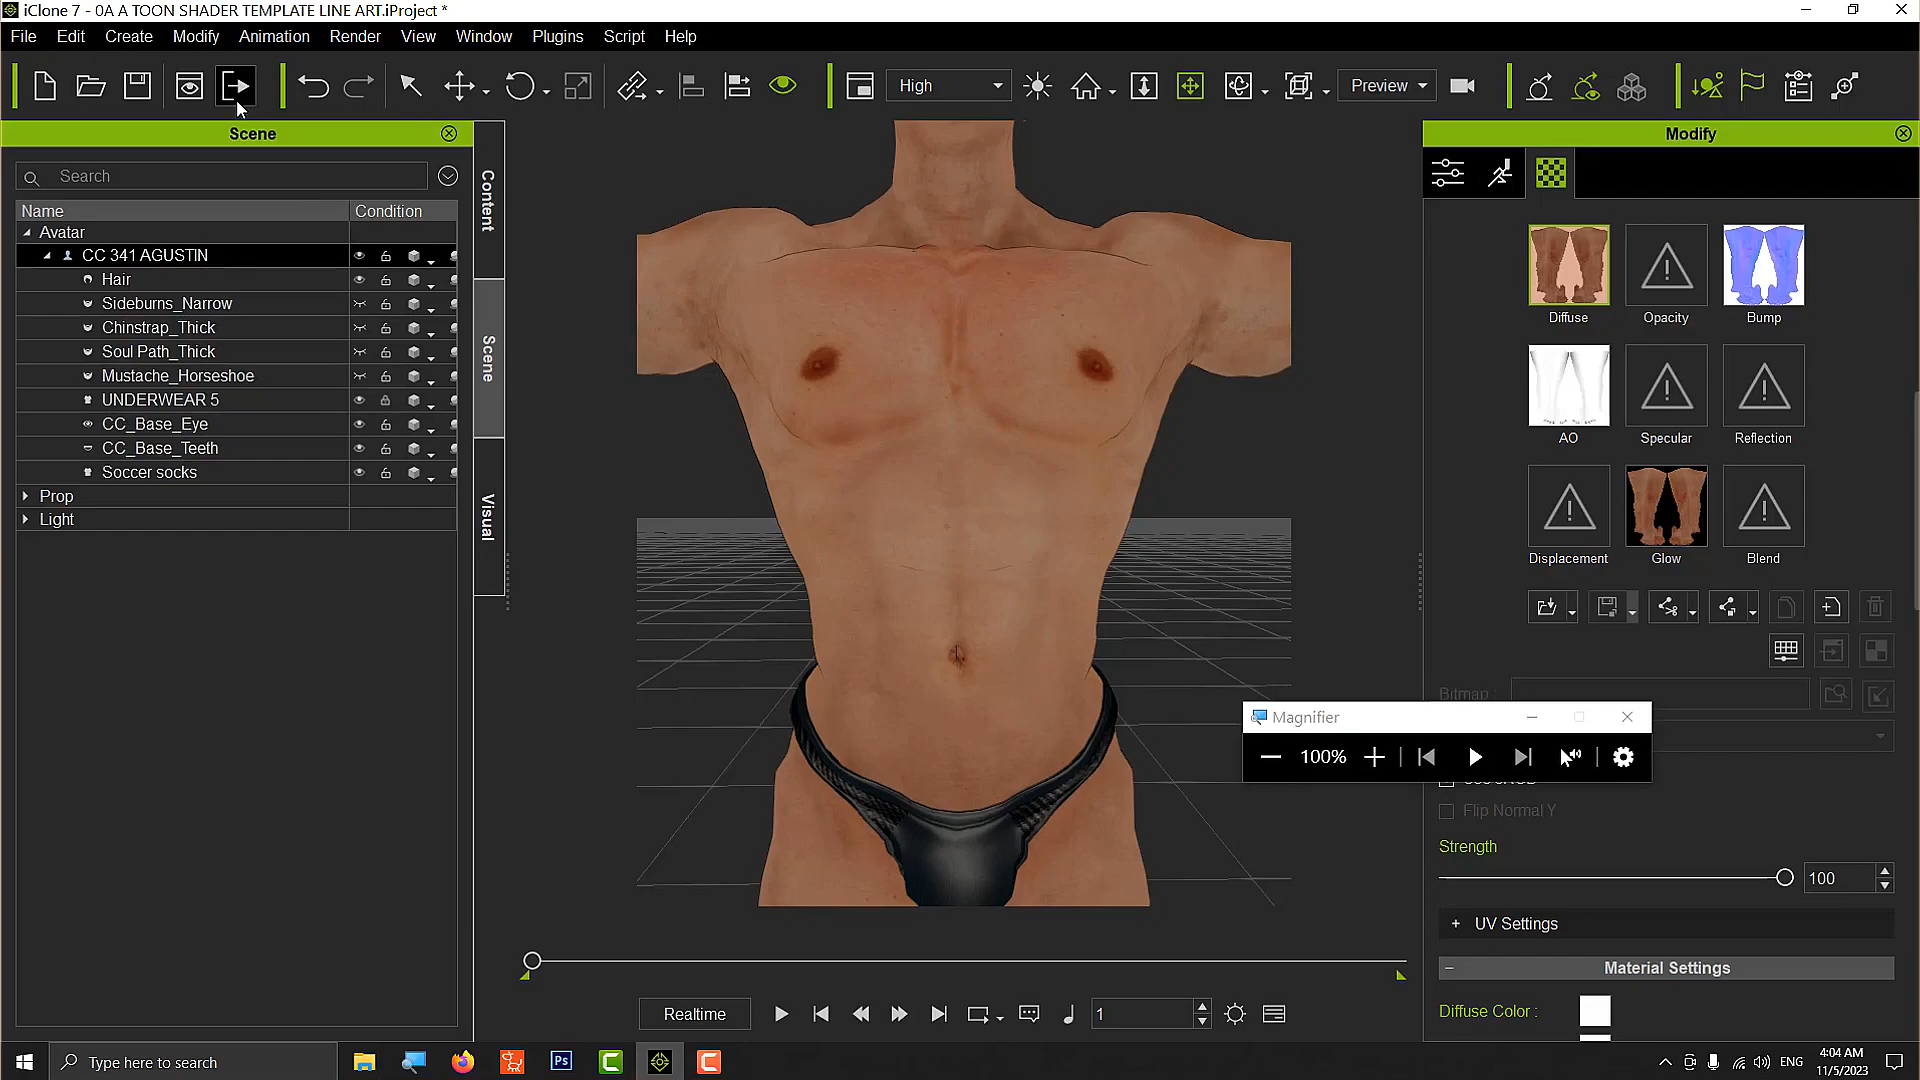 iClone 7 - 0A A TOON SHADER TEMPLATE LINE ART.iProject *
File Edit Create Modify Animation Render View Window Plugins Script Help
High
Preview
Scene
Modify
Search
Name Condition
Avatar
CC 341 AGUSTIN
Hair
Sideburns_Narrow
Chinstrap_Thick
Soul Path_Thick
Mustache_Horseshoe
UNDERWEAR 5
CC_Base_Eye
CC_Base_Teeth
Soccer socks
Prop
Light
Content
Scene
Visual
Diffuse Opacity Bump
AO Specular Reflection
Displacement Glow Blend
Bitmap :
Magnifier
100%
Flip Normal Y
Strength
100
+ UV Settings
Material Settings
Diffuse Color :
Realtime
1
Type here to search
Ps
ENG
4:04 AM
11/5/2023